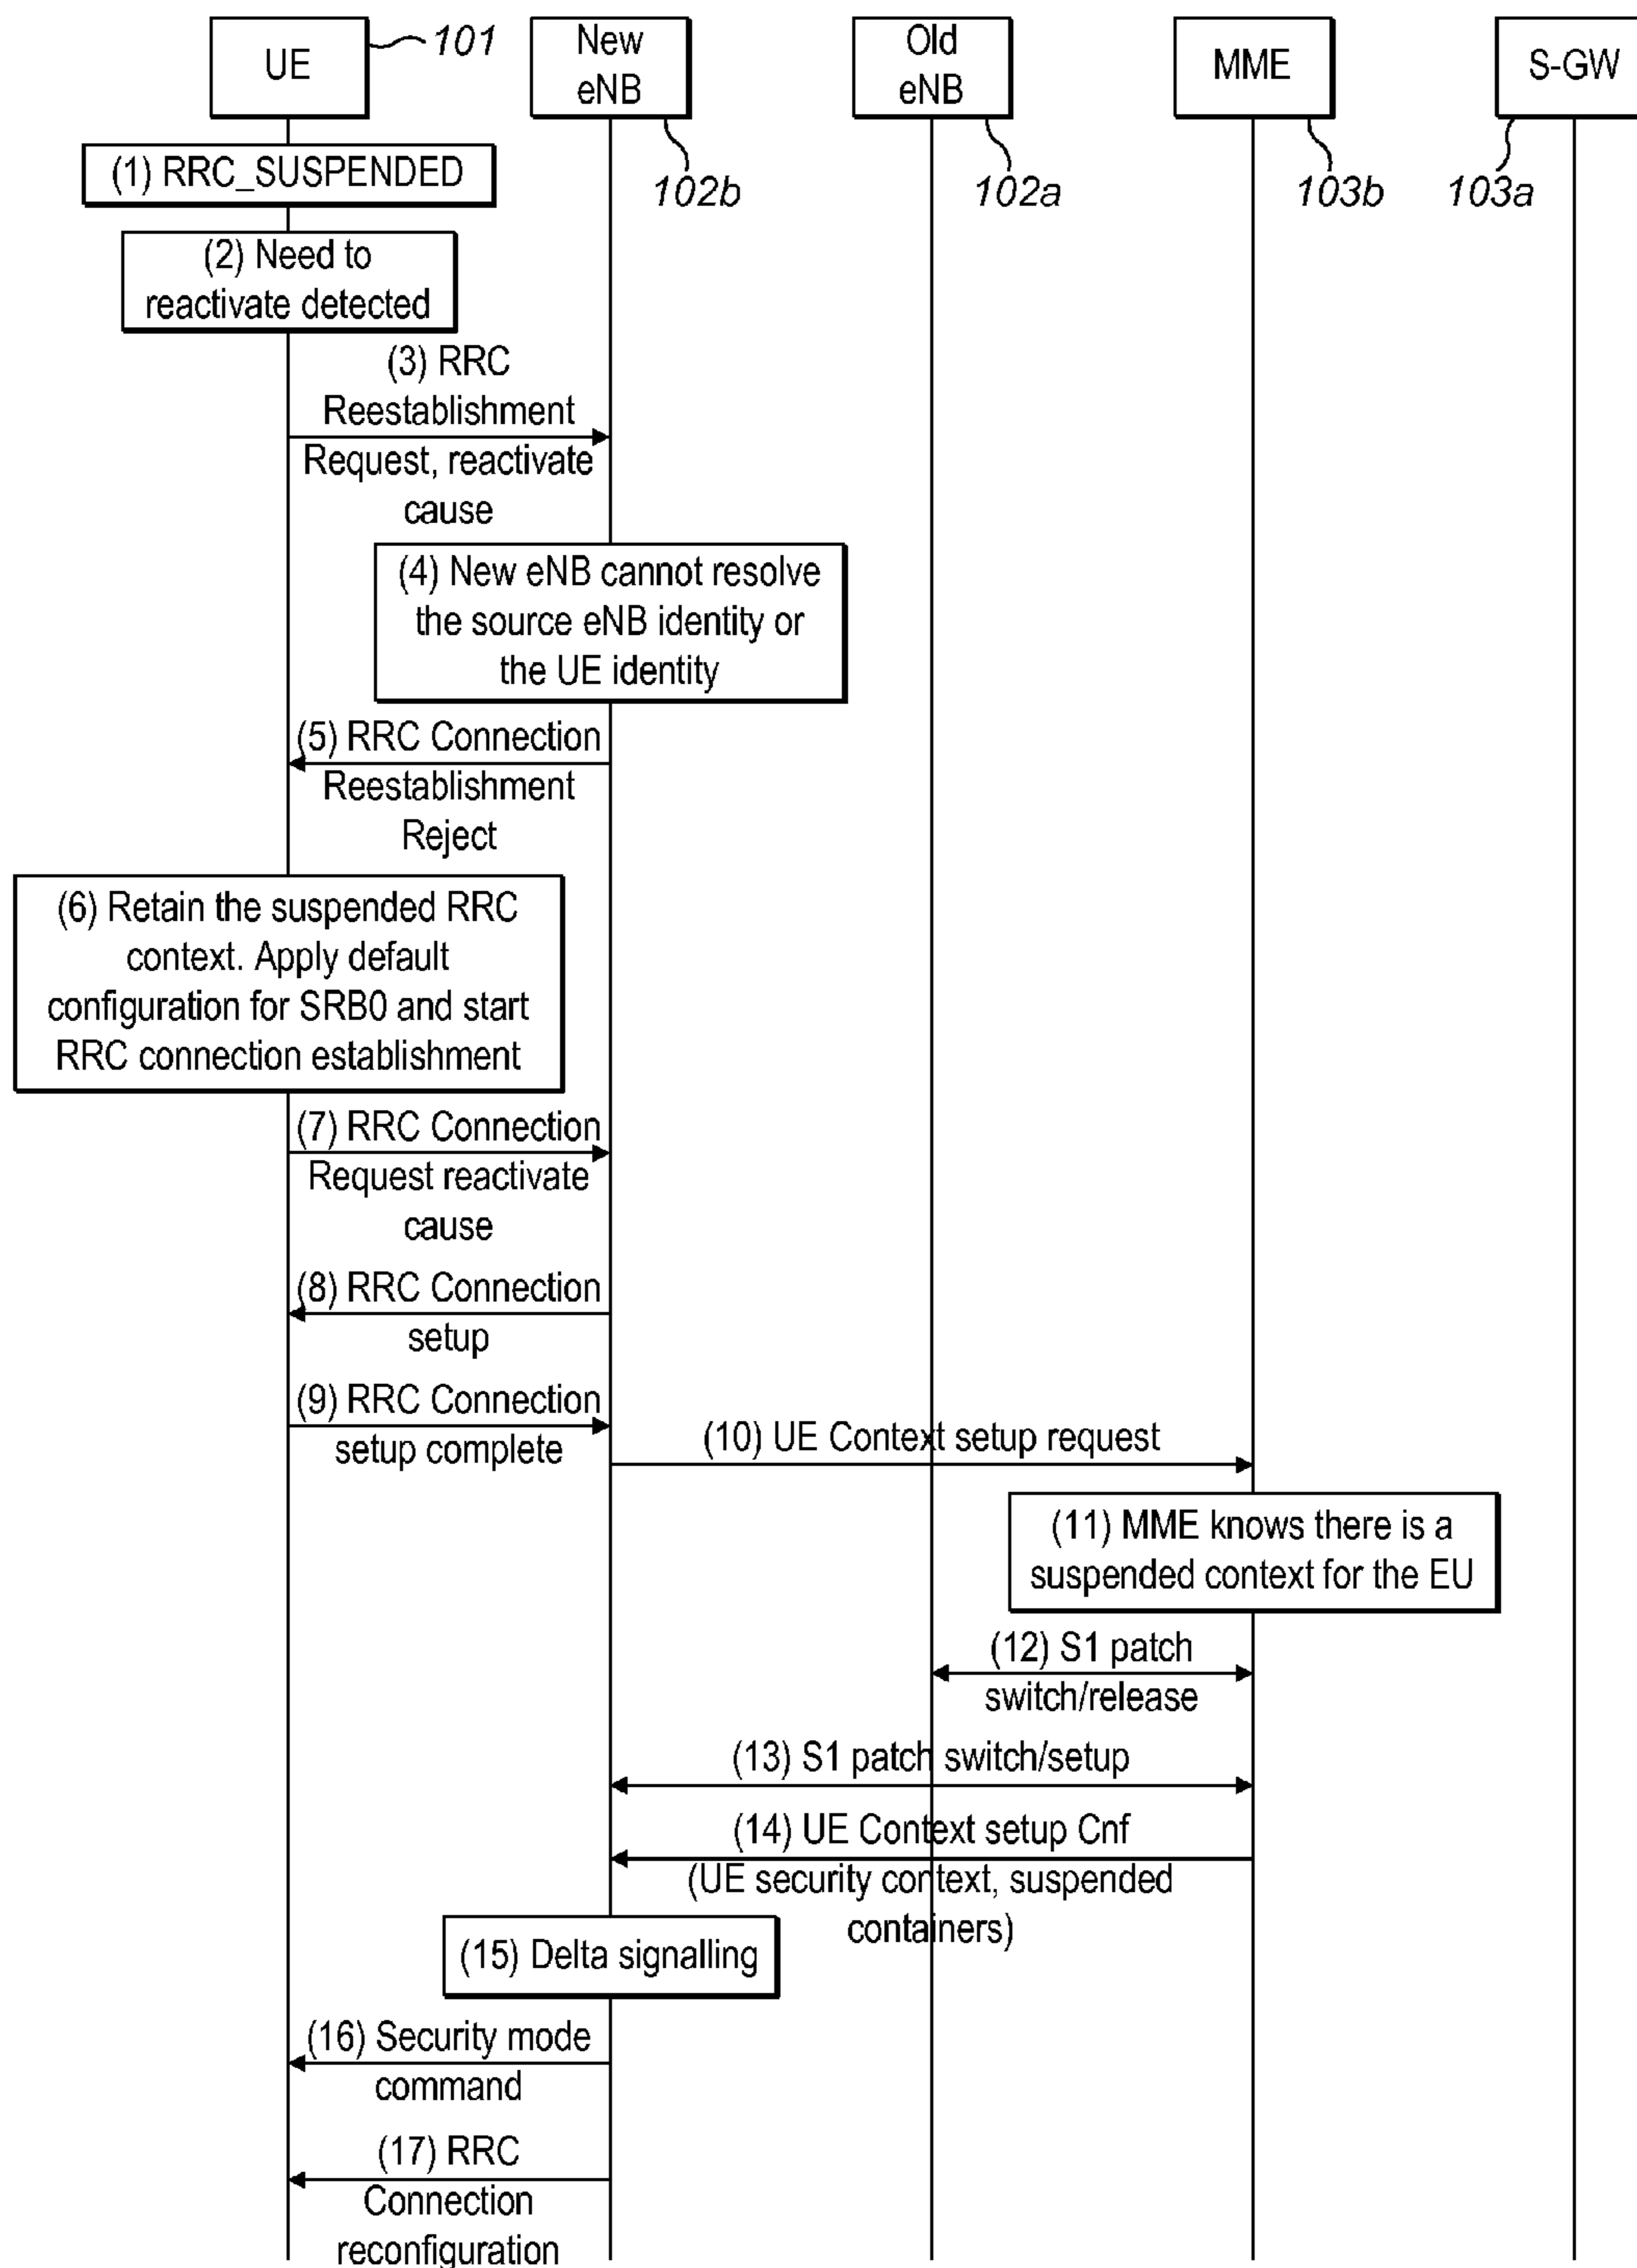 UE
101
New
eNB
Old
eNB
MME
S-GW
102b
102a
103b
103a
(1) RRC_SUSPENDED
(2) Need to
reactivate detected
(3) RRC
Reestablishment
Request, reactivate
cause
(4) New eNB cannot resolve
the source eNB identity or
the UE identity
(5) RRC Connection
Reestablishment
Reject
(6) Retain the suspended RRC
context. Apply default
configuration for SRB0 and start
RRC connection establishment
(7) RRC Connection
Request reactivate
cause
(8) RRC Connection
setup
(9) RRC Connection
setup complete
(10) UE Context setup request
(11) MME knows there is a
suspended context for the EU
(12) S1 patch
switch/release
(13) S1 patch switch/setup
(14) UE Context setup Cnf
(UE security context, suspended
containers)
(15) Delta signalling
(16) Security mode
command
(17) RRC
Connection
reconfiguration